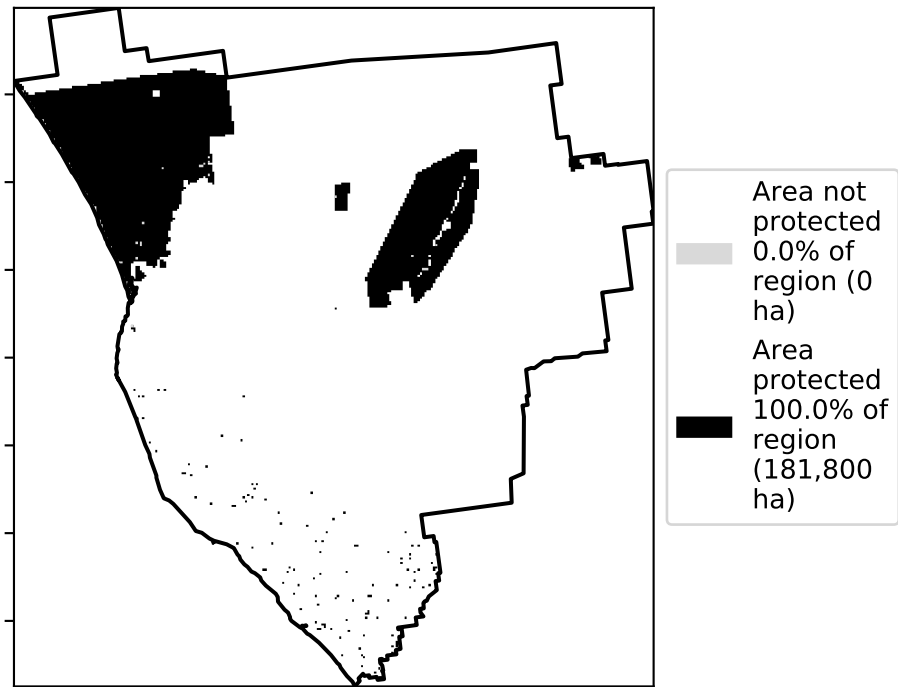 Area not
protected
0.0% of
region (0
ha)
Area
protected
100.0% of
region
(181,800
ha)